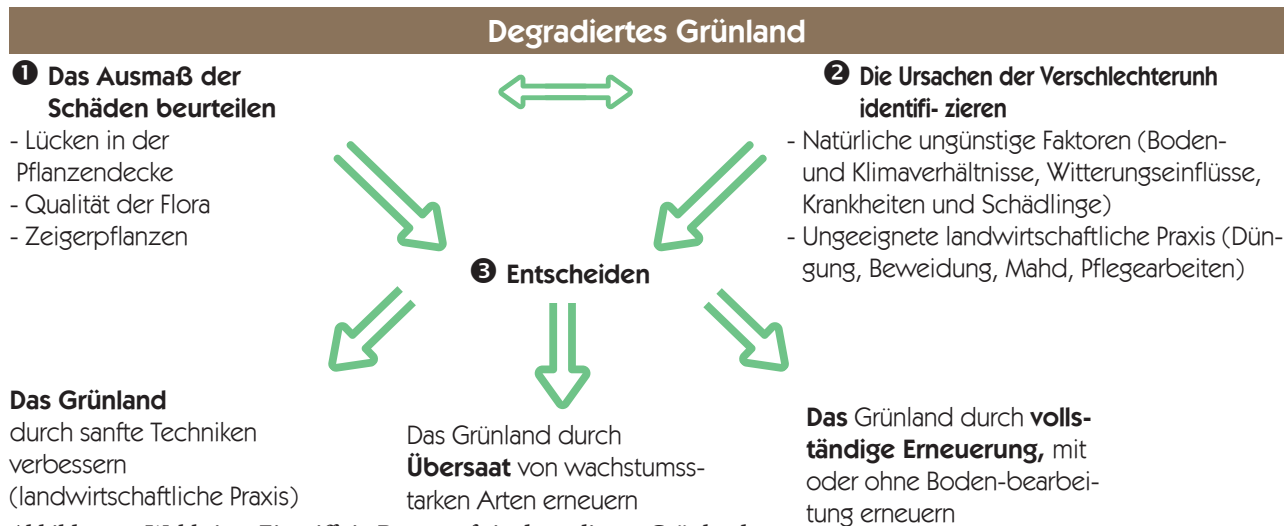 Degradiertes Grünland
❶ Das Ausmaß der
Schäden beurteilen
- Lücken in der
Pflanzendecke
- Qualität der Flora
- Zeigerpflanzen
❷ Die Ursachen der Verschlechterunh
identifi- zieren
- Natürliche ungünstige Faktoren (Boden-
und Klimaverhältnisse, Witterungseinflüsse,
Krankheiten und Schädlinge)
- Ungeeignete landwirtschaftliche Praxis (Dün-
gung, Beweidung, Mahd, Pflegearbeiten)
❸ Entscheiden
Das Grünland
durch sanfte Techniken
verbessern
(landwirtschaftliche Praxis)
Das Grünland durch
Übersaat von wachstumss-
tarken Arten erneuern
Das Grünland durch volls-
tändige Erneuerung, mit
oder ohne Boden-bearbei-
tung erneuern